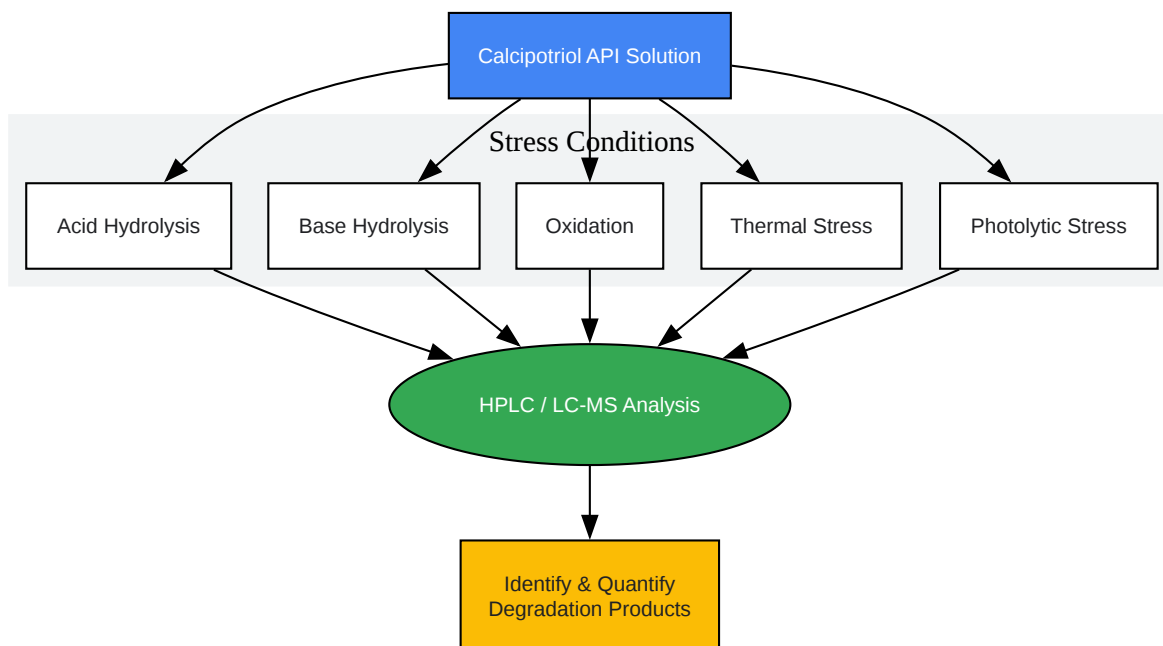 Calcipotriol API Solution
Stress Conditions
Acid Hydrolysis
Base Hydrolysis
Oxidation
Thermal Stress
Photolytic Stress
HPLC / LC-MS Analysis
Identify & Quantify
Degradation Products